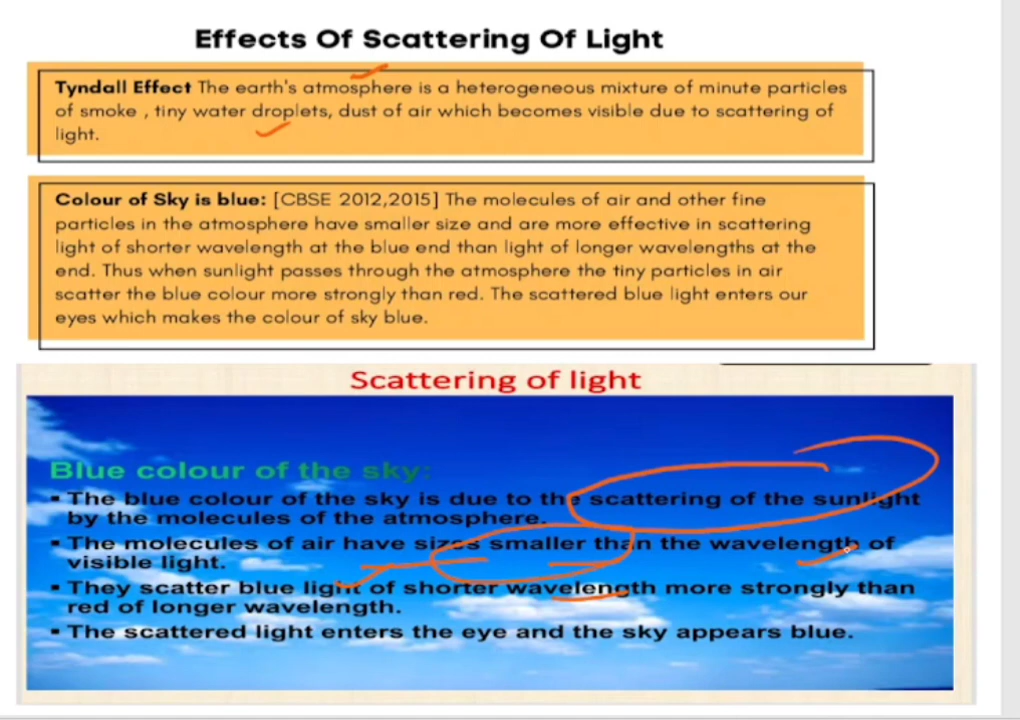 Effects Of Scattering Of Light
Tyndall Effect The earth's atmosphere is a heterogeneous mixture of minute particles
of smoke , tiny water droplets, dust of air which becomes visible due to scattering of
light.
Colour of Sky is blue: [CBSE 2012,2015] The molecules of air and other fine
particles in the atmosphere have smaller size and are more effective in scattering
light of shorter wavelength at the blue end than light of longer wavelengths at the
end. Thus when sunlight passes through the atmosphere the tiny particles in air
scatter the blue colour more strongly than red. The scattered blue light enters our
eyes which makes the colour of sky blue.
Scattering of light
Blue colour of the sky:
▪ The blue colour of the sky is due to the scattering of the sunlight
by the molecules of the atmosphere.
▪ The molecules of air have sizes smaller than the wavelength of
visible light.
▪ They scatter blue light of shorter wavelength more strongly than
red of longer wavelength.
▪ The scattered light enters the eye and the sky appears blue.